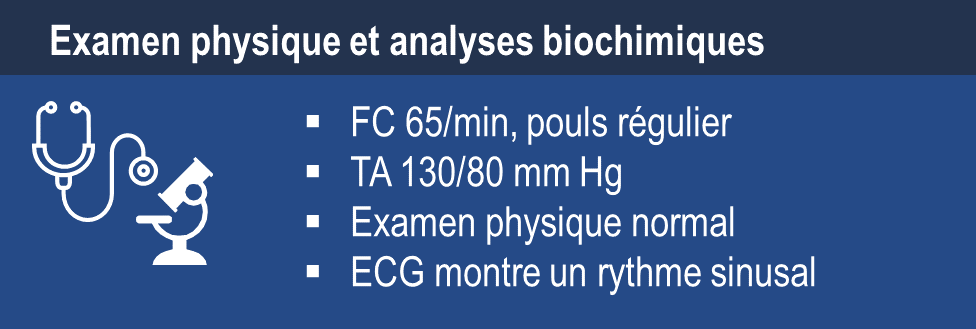 Examen physique et analyses biochimiques
▪ FC 65/min, pouls régulier
▪ TA 130/80 mm Hg
▪ Examen physique normal
▪ ECG montre un rythme sinusal